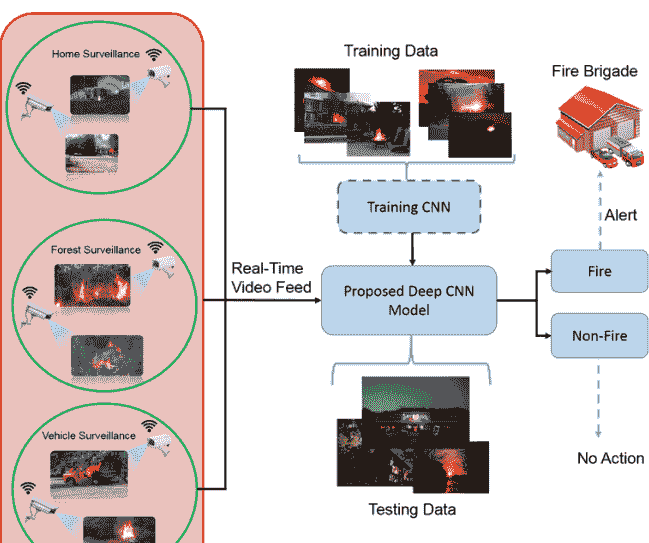 Home Surveillance
Forest Surveillance
Vehicle Surveillance
Real-Time
Video Feed
Training Data
Training CNN
Proposed Deep CNN
Model
Testing Data
Fire Brigade
Alert
Fire
Non-Fire
No Action